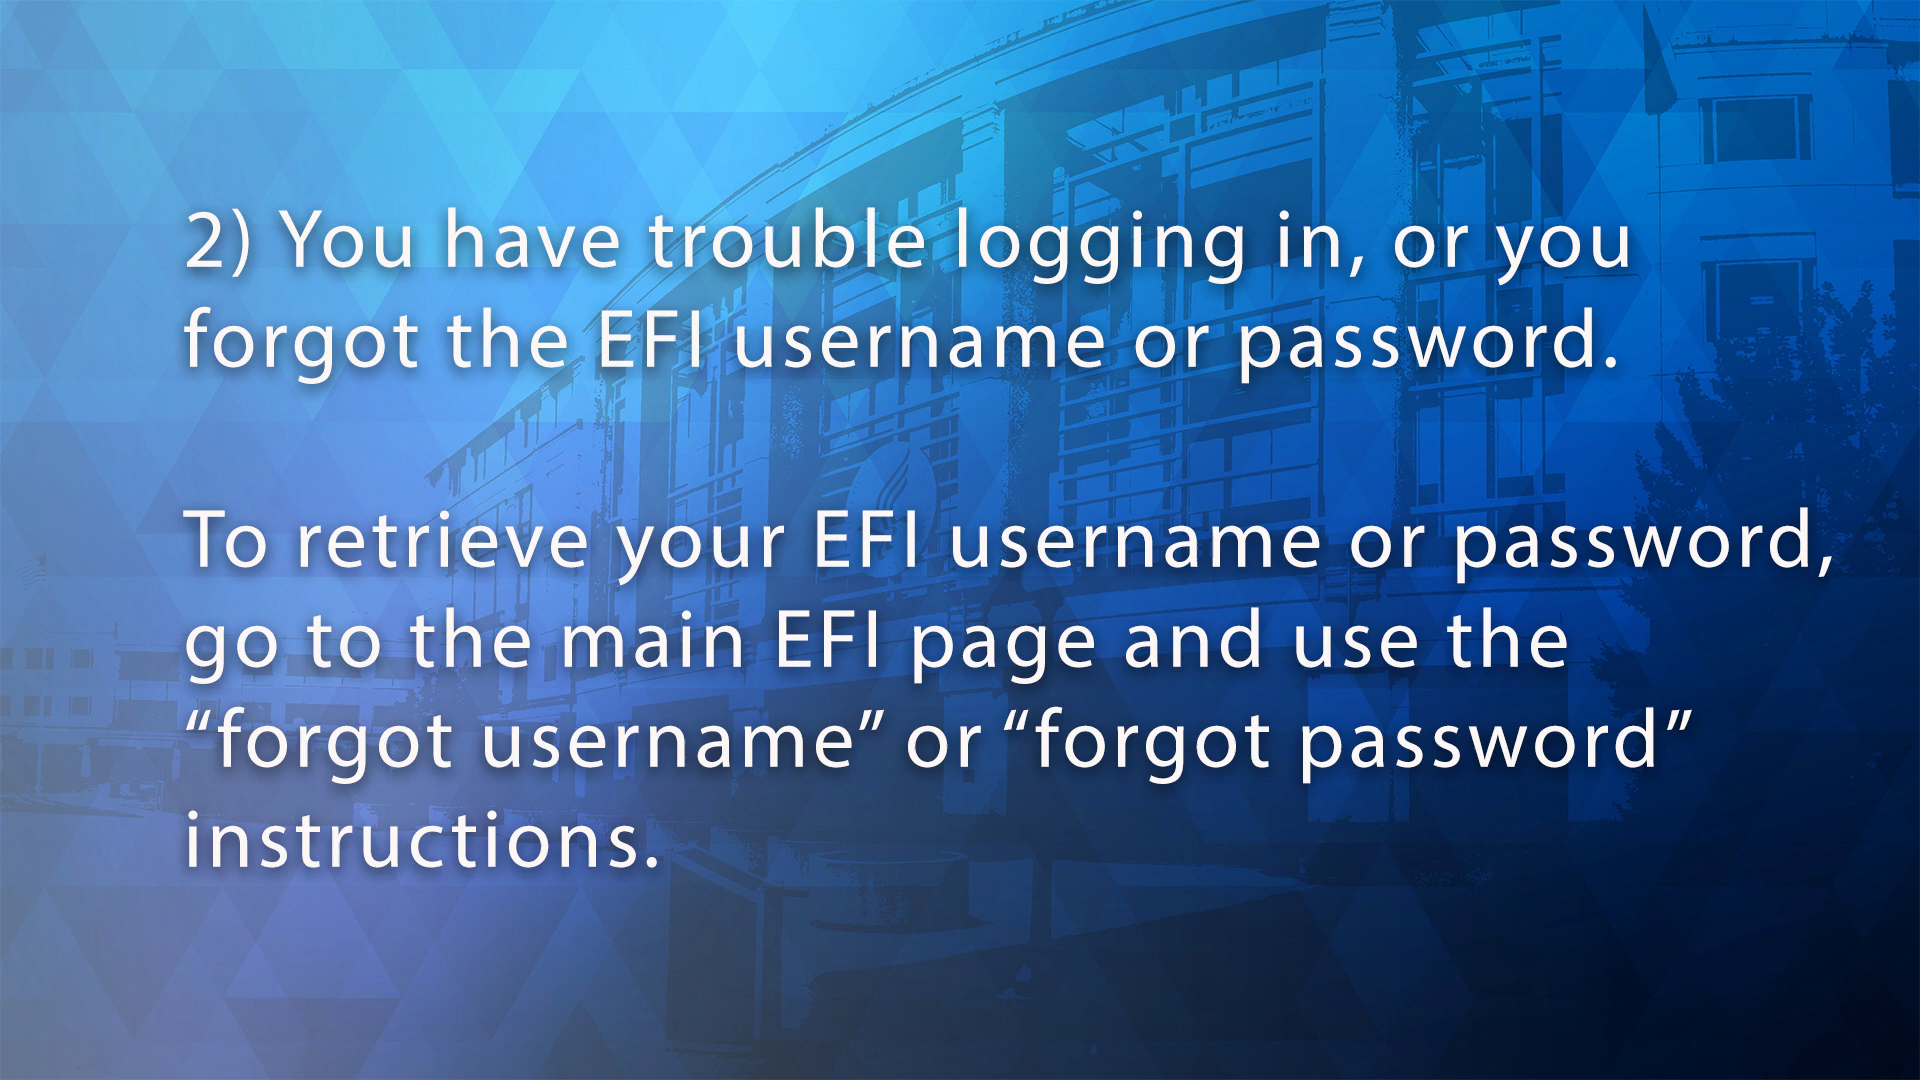 2) You have trouble logging in, or you
forgot the EFI username or password.
To retrieve your EFI username or password,
go to the main EFI page and use the
“forgot username” or “forgot password”
instructions.